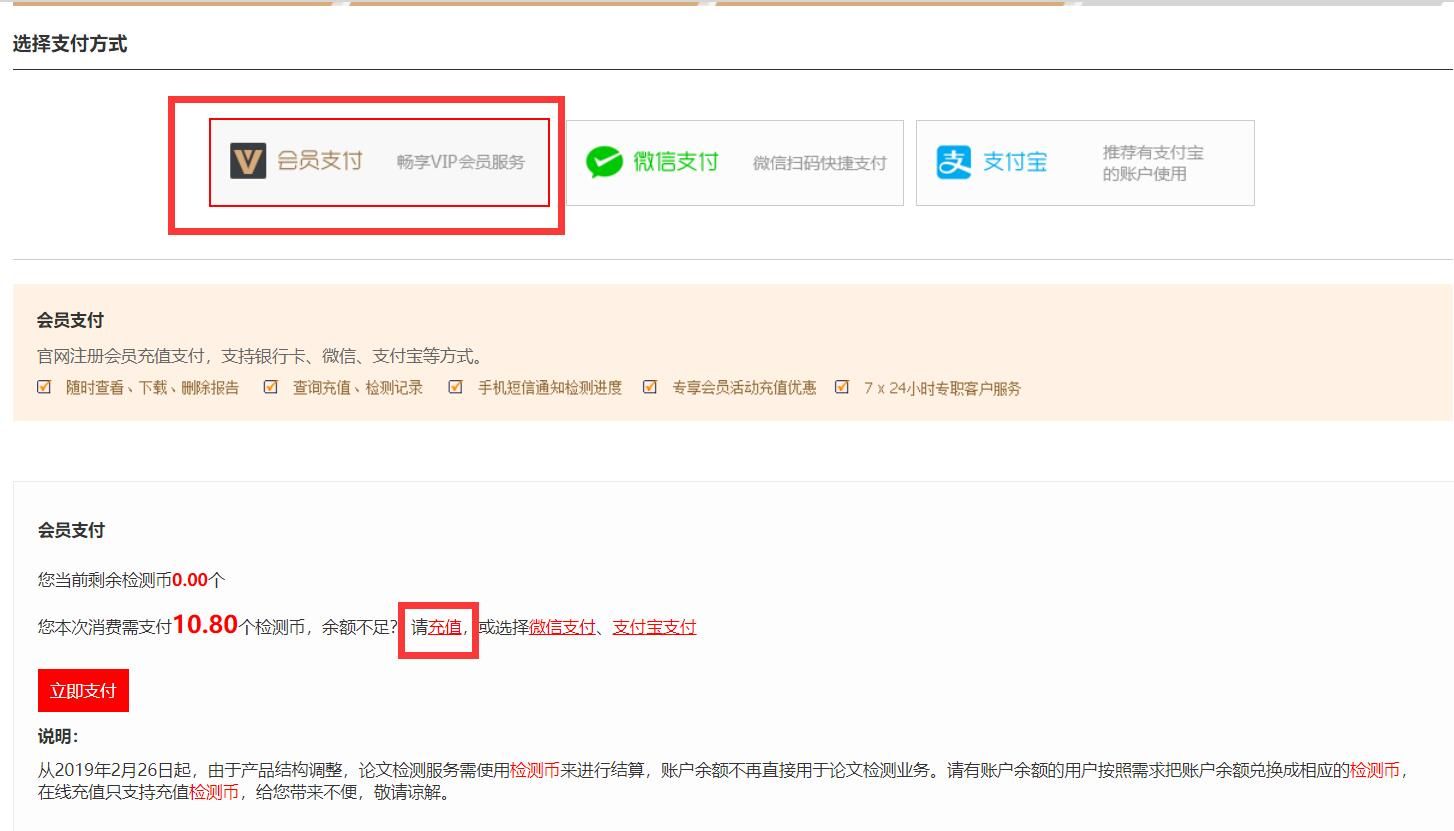 选择支付方式
会员支付 畅享VIP会员服务 微信支付 微信扫码快捷支付 支付宝 推荐有支付宝
的账户使用
会员支付
官网注册会员充值支付，支持银行卡、微信、支付宝等方式。
随时查看、下载、删除报告 查询充值、检测记录 手机短信通知检测进度 专享会员活动充值优惠 7 x 24小时专职客户服务
会员支付
您当前剩余检测币0.00个
您本次消费需支付10.80个检测币，余额不足？请充值，或选择微信支付、支付宝支付
立即支付
说明：
从2019年2月26日起，由于产品结构调整，论文检测服务需使用检测币来进行结算，账户余额不再直接用于论文检测业务。请有账户余额的用户按照需求把账户余额兑换成相应的检测币，
在线充值只支持充值检测币，给您带来不便，敬请谅解。